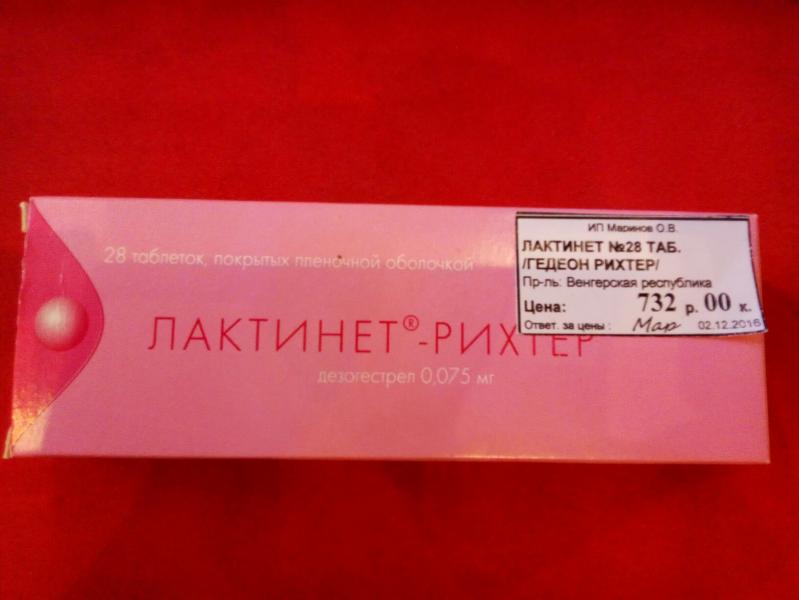 28 таблеток, покрытых пленочной оболочкой
ЛАКТИНЕТ®-РИХТЕР
дезогестрел 0,075 мг
ИП Маринов О.В.
ЛАКТИНЕТ №28 ТАБ.
/ГЕДЕОН РИХТЕР/
Пр-ль: Венгерская республика
Цена: 732 р. 00 к.
Ответ. за цены: Мар 02.12.2016